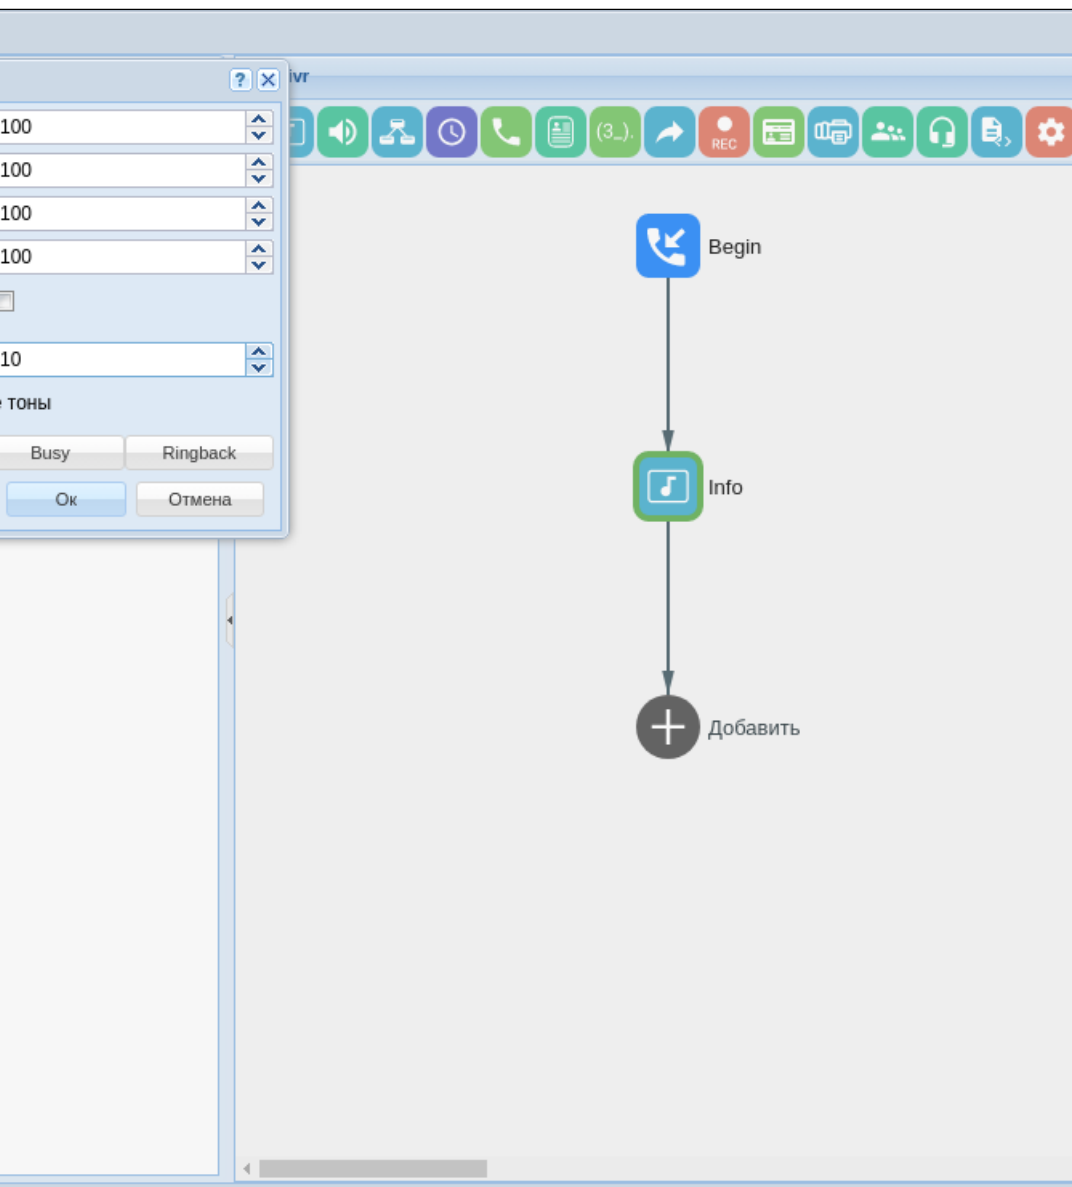 ivr
100
100
100
100
10
е тоны
Busy
Ringback
Ок
Отмена
(3_).
REC
Begin
Info
Добавить